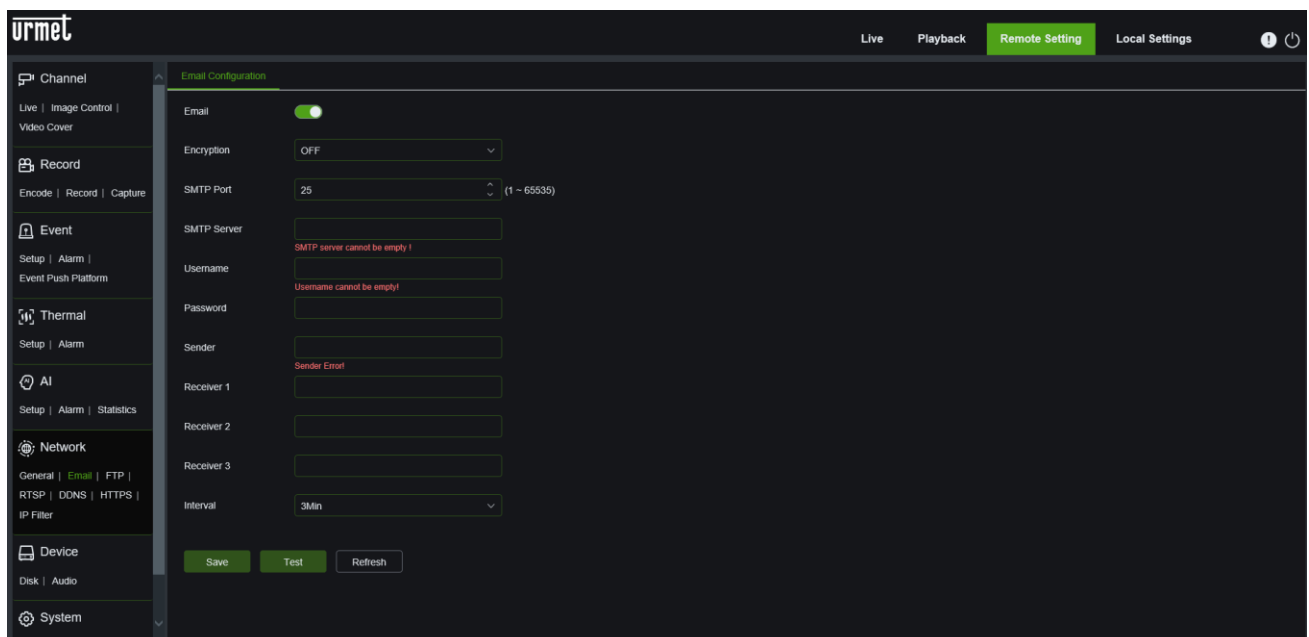 urmet
Live Playback Remote Setting Local Settings
Channel
Live | Image Control |
Video Cover
Record
Encode | Record | Capture
Event
Setup | Alarm |
Event Push Platform
Thermal
Setup | Alarm
AI
Setup | Alarm | Statistics
Network
General | Email | FTP |
RTSP | DDNS | HTTPS |
IP Filter
Device
Disk | Audio
System
Email Configuration
Email
Encryption OFF
SMTP Port 25 (1 ~ 65535)
SMTP Server
SMTP server cannot be empty !
Username
Username cannot be empty!
Password
Sender
Sender Error!
Receiver 1
Receiver 2
Receiver 3
Interval 3Min
Save Test Refresh